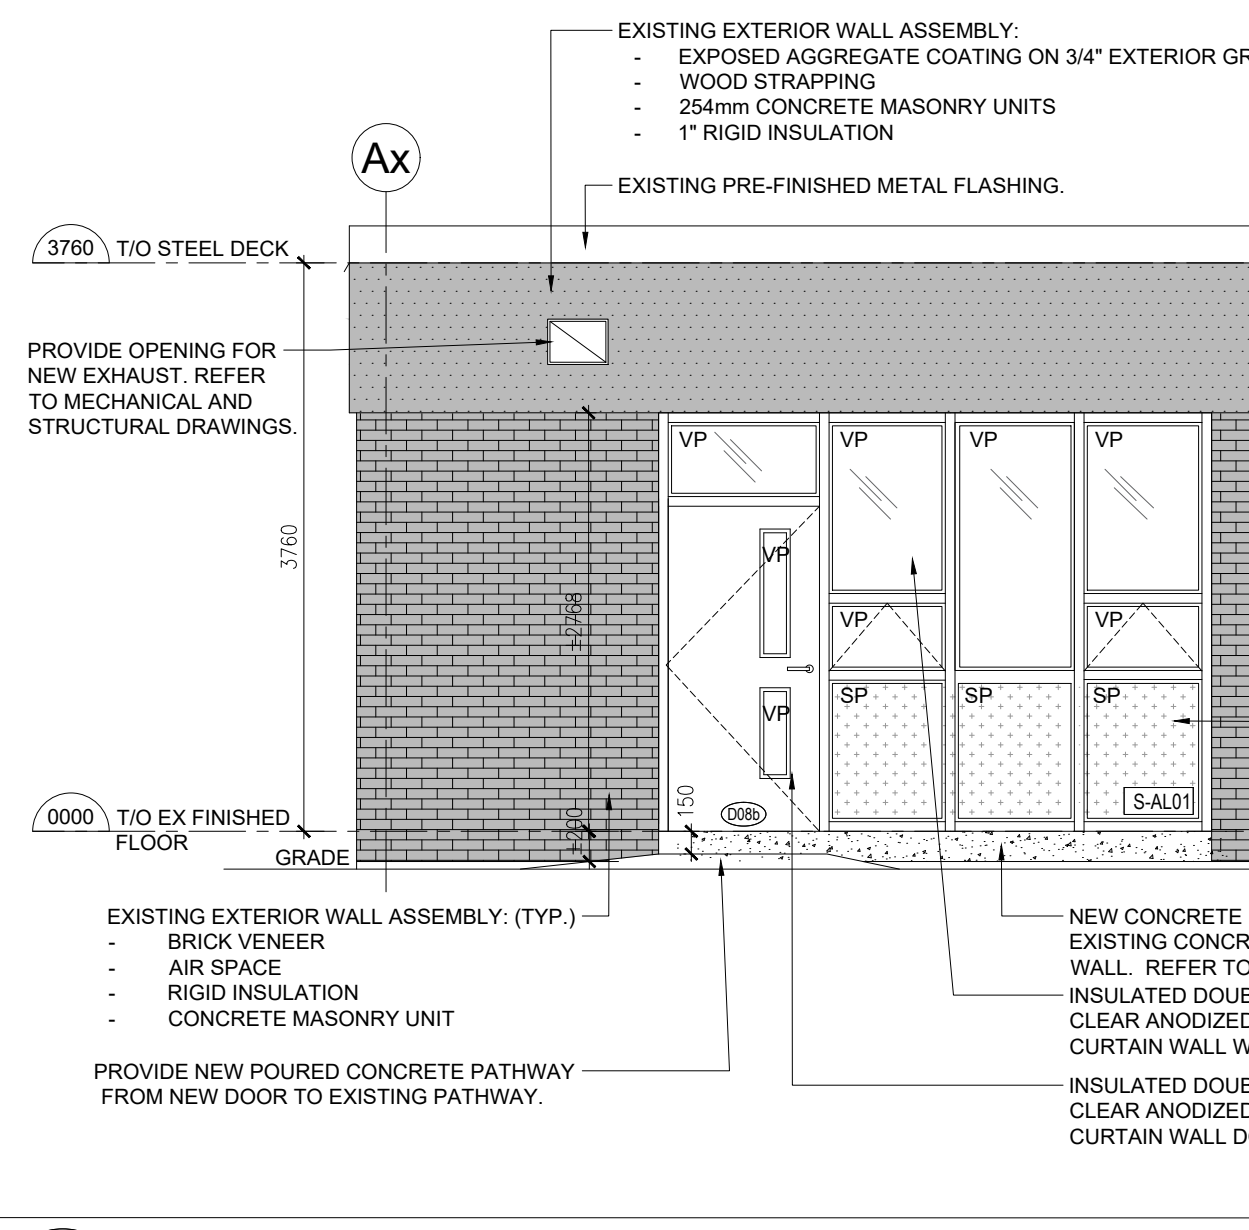 EXISTING EXTERIOR WALL ASSEMBLY:
- EXPOSED AGGREGATE COATING ON 3/4" EXTERIOR GR
- WOOD STRAPPING
- 254mm CONCRETE MASONRY UNITS
- 1" RIGID INSULATION
Ax
EXISTING PRE-FINISHED METAL FLASHING.
3760 T/O STEEL DECK
PROVIDE OPENING FOR
NEW EXHAUST. REFER
TO MECHANICAL AND
STRUCTURAL DRAWINGS.
VP VP VP VP
3760
VP
±2768
VP VP
SP SP SP
VP
150
S-AL01
D08b
0000 T/O EX FINISHED
FLOOR
±200
GRADE
EXISTING EXTERIOR WALL ASSEMBLY: (TYP.)
- BRICK VENEER
- AIR SPACE
- RIGID INSULATION
- CONCRETE MASONRY UNIT
PROVIDE NEW POURED CONCRETE PATHWAY
FROM NEW DOOR TO EXISTING PATHWAY.
NEW CONCRETE
EXISTING CONCR
WALL. REFER TO
INSULATED DOUB
CLEAR ANODIZED
CURTAIN WALL W
INSULATED DOUB
CLEAR ANODIZED
CURTAIN WALL DO